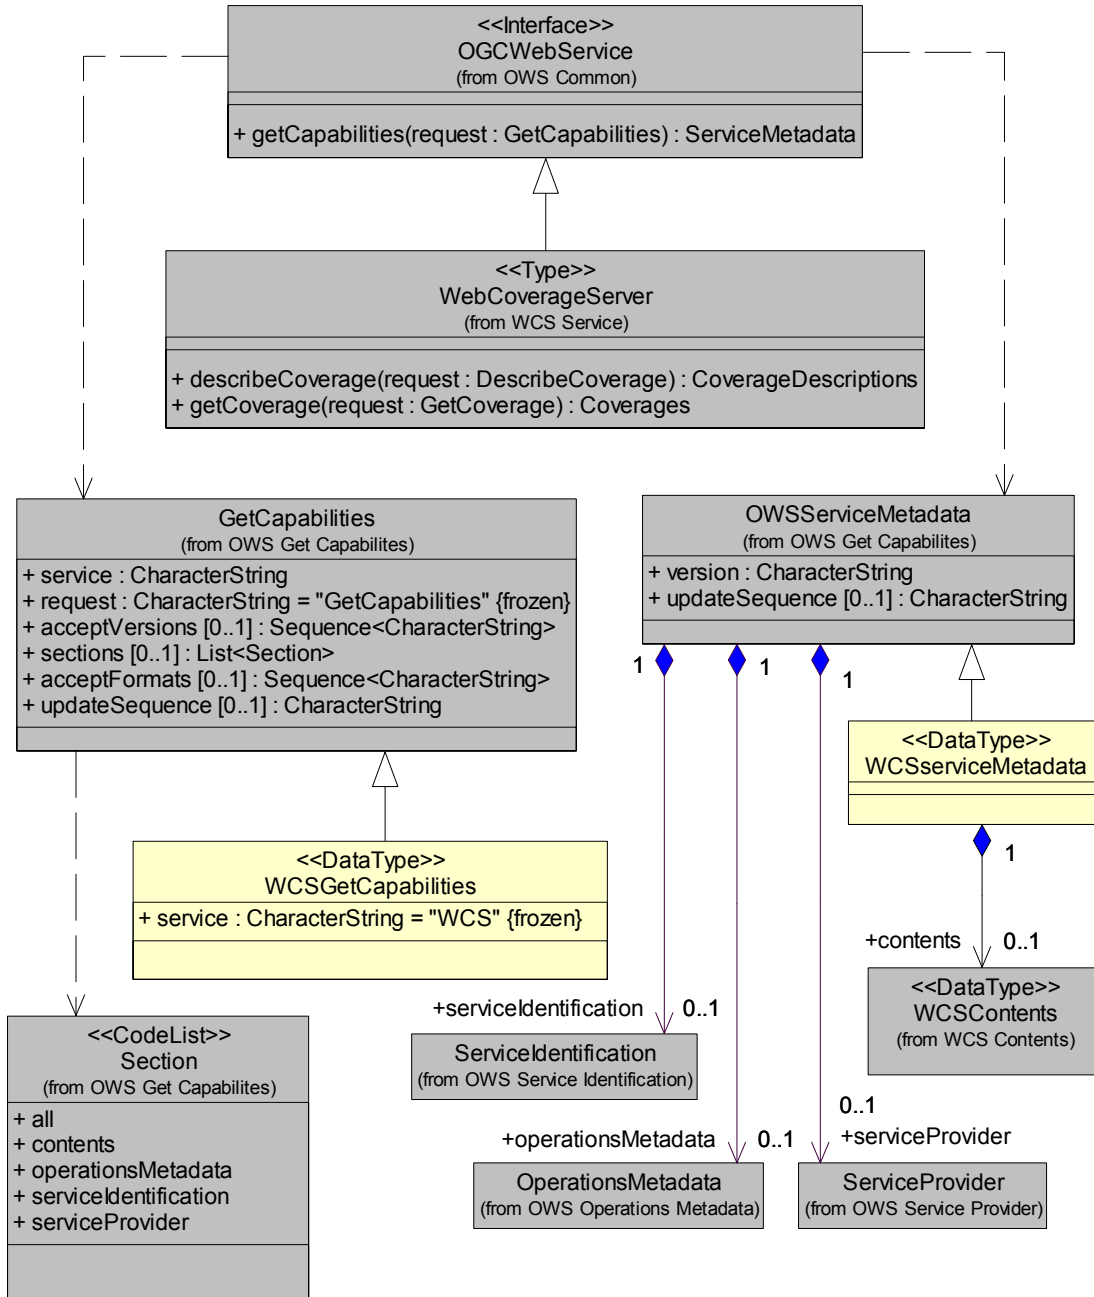 <<Interface>>
OGCWebService
(from OWS Common)
+ getCapabilities(request : GetCapabilities) : ServiceMetadata
<<Type>>
WebCoverageServer
(from WCS Service)
+ describeCoverage(request : DescribeCoverage) : CoverageDescriptions
+ getCoverage(request : GetCoverage) : Coverages
GetCapabilities
(from OWS Get Capabilites)
+ service : CharacterString
+ request : CharacterString = "GetCapabilities" {frozen}
+ acceptVersions [0..1] : Sequence<CharacterString>
+ sections [0..1] : List<Section>
+ acceptFormats [0..1] : Sequence<CharacterString>
+ updateSequence [0..1] : CharacterString
OWSServiceMetadata
(from OWS Get Capabilites)
+ version : CharacterString
+ updateSequence [0..1] : CharacterString
1
1
1
<<DataType>>
WCSserviceMetadata
1
<<DataType>>
WCSGetCapabilities
+ service : CharacterString = "WCS" {frozen}
+contents
0..1
<<DataType>>
WCSContents
(from WCS Contents)
+serviceIdentification
0..1
ServiceIdentification
(from OWS Service Identification)
<<CodeList>>
Section
(from OWS Get Capabilites)
+ all
+ contents
+ operationsMetadata
+ serviceIdentification
+ serviceProvider
+operationsMetadata
0..1
OperationsMetadata
(from OWS Operations Metadata)
0..1
+serviceProvider
ServiceProvider
(from OWS Service Provider)